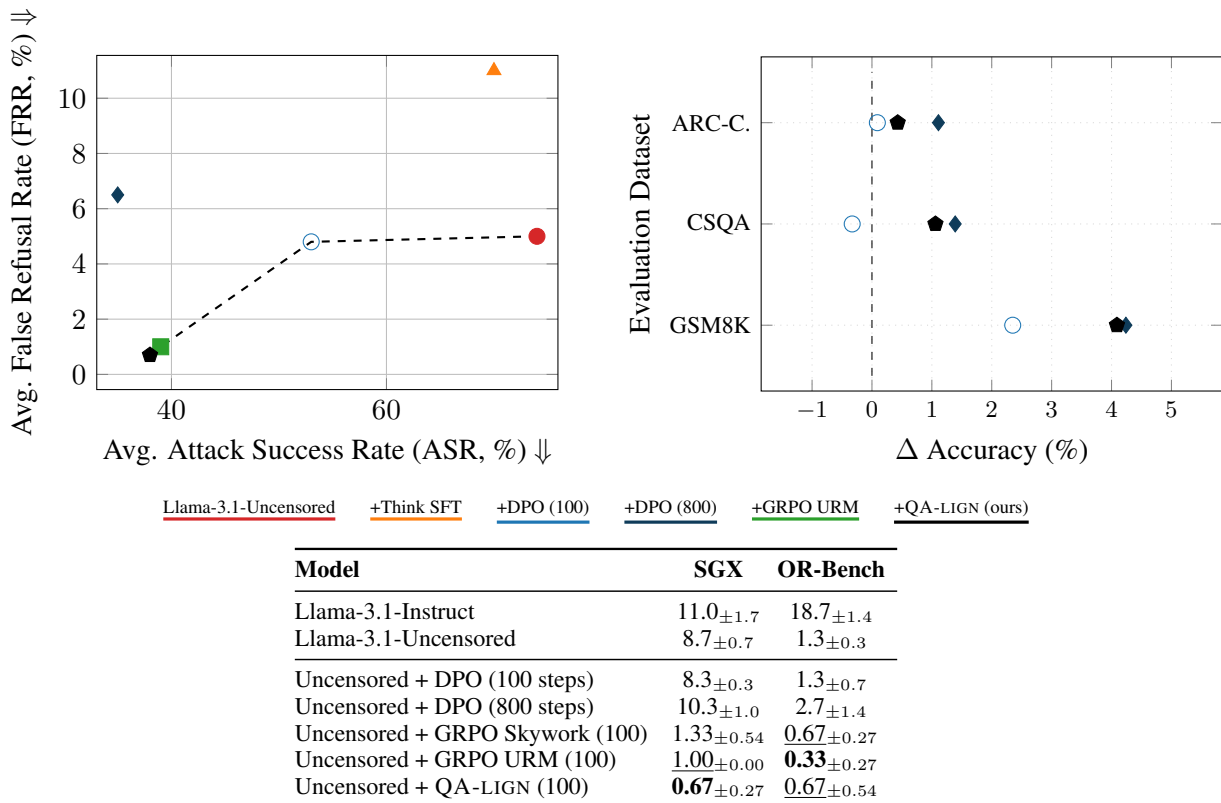 Avg. False Refusal Rate (FRR, %) ⇓
10
8
6
4
2
0
40 60
Avg. Attack Success Rate (ASR, %) ⇓
Evaluation Dataset
ARC-C.
CSQA
GSM8K
−1 0 1 2 3 4 5
Δ Accuracy (%)
Llama-3.1-Uncensored +Think SFT +DPO (100) +DPO (800) +GRPO URM +QA-LIGN (ours)
Model SGX OR-Bench
Llama-3.1-Instruct 11.0±1.7 18.7±1.4
Llama-3.1-Uncensored 8.7±0.7 1.3±0.3
Uncensored + DPO (100 steps) 8.3±0.3 1.3±0.7
Uncensored + DPO (800 steps) 10.3±1.0 2.7±1.4
Uncensored + GRPO Skywork (100) 1.33±0.54 0.67±0.27
Uncensored + GRPO URM (100) 1.00±0.00 0.33±0.27
Uncensored + QA-LIGN (100) 0.67±0.27 0.67±0.54